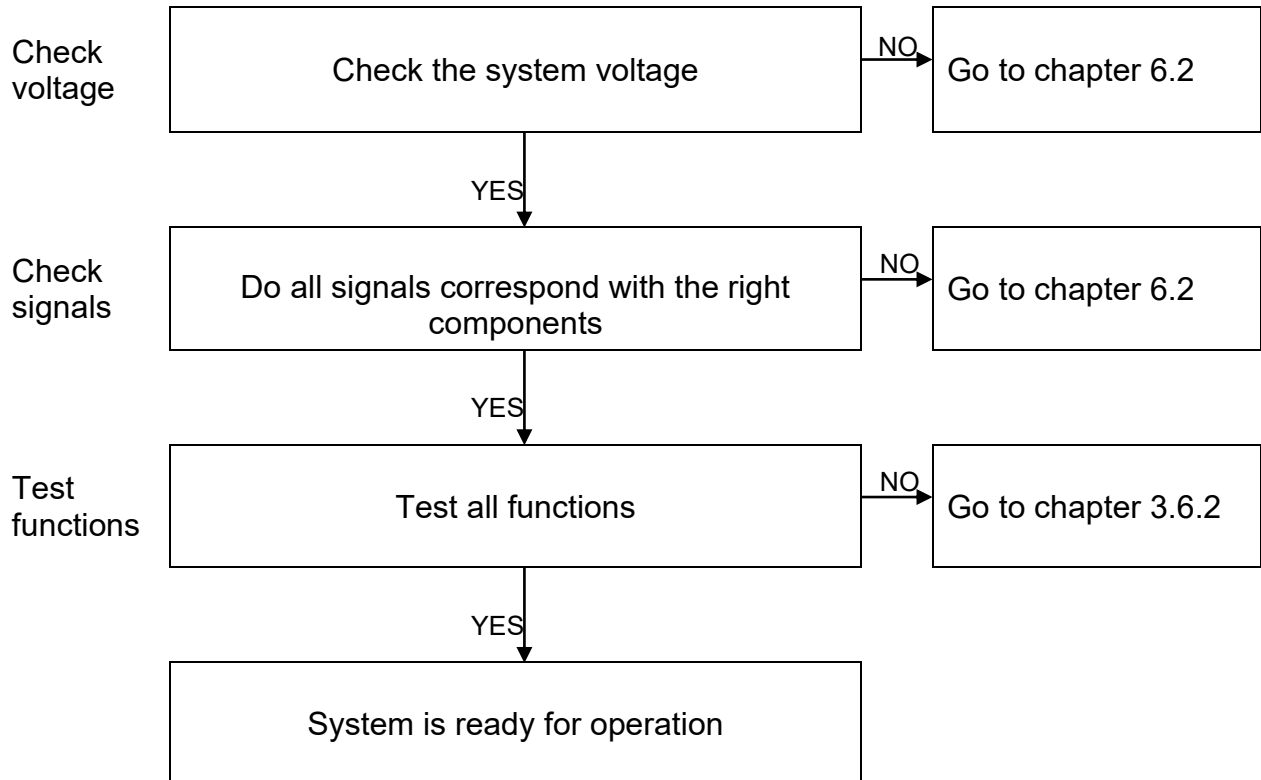 Check
voltage
Check the system voltage
NO
Go to chapter 6.2
YES
Check
signals
Do all signals correspond with the right
components
NO
Go to chapter 6.2
YES
Test
functions
Test all functions
NO
Go to chapter 3.6.2
YES
System is ready for operation